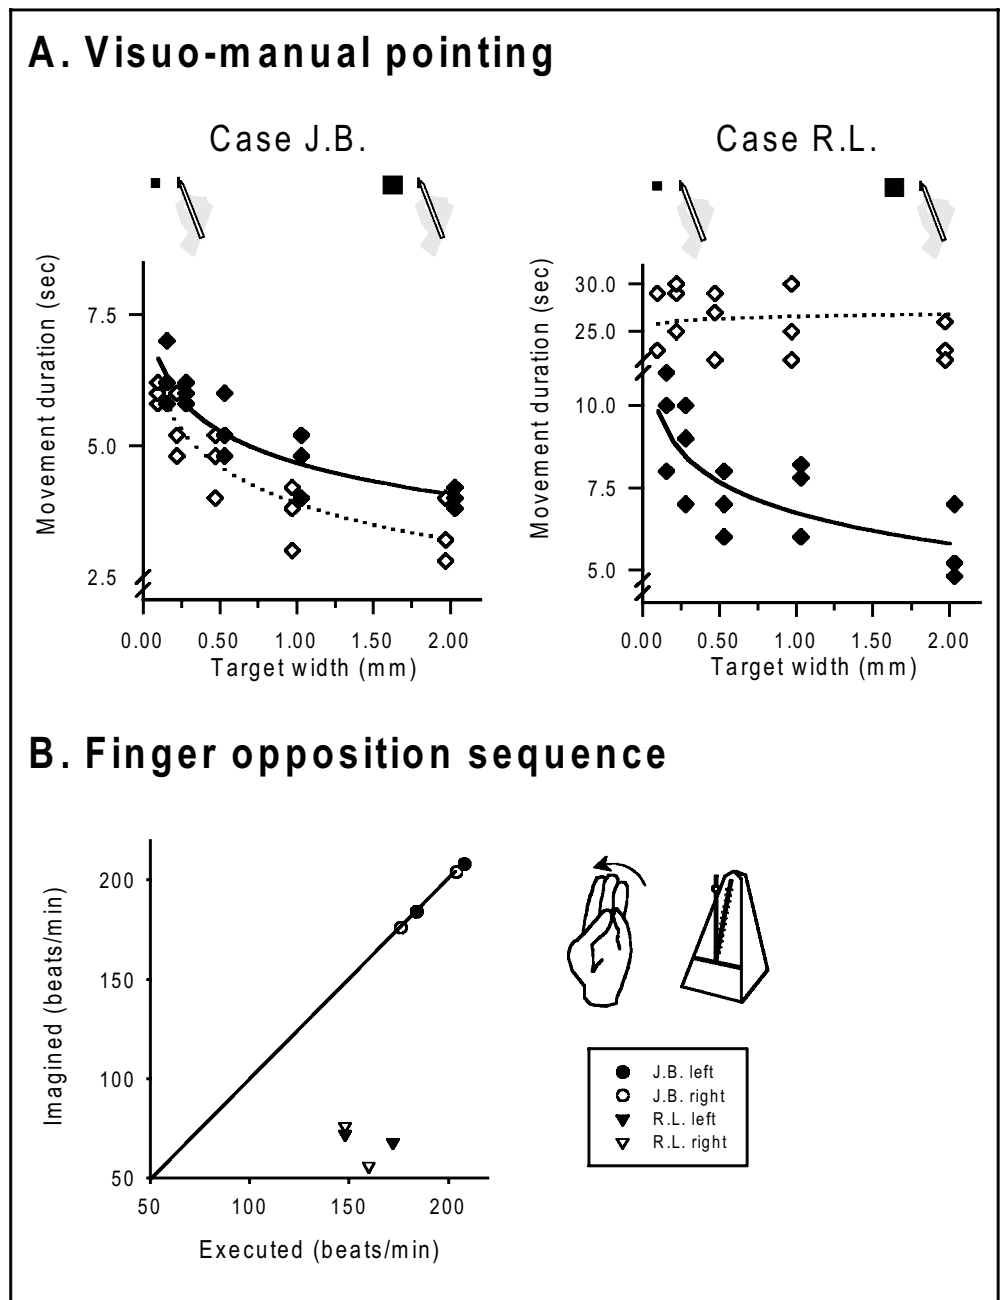 A. Visuo-manual pointing
Case J.B.
Movement duration (sec)
7.5
5.0
2.5
0.00 0.50 1.00 1.50 2.00
Target width (mm)
Case R.L.
Movement duration (sec)
30.0
25.0
10.0
7.5
5.0
0.00 0.50 1.00 1.50 2.00
Target width (mm)
B. Finger opposition sequence
Imagined (beats/min)
200
150
100
50
50 100 150 200
Executed (beats/min)
J.B. left
J.B. right
R.L. left
R.L. right